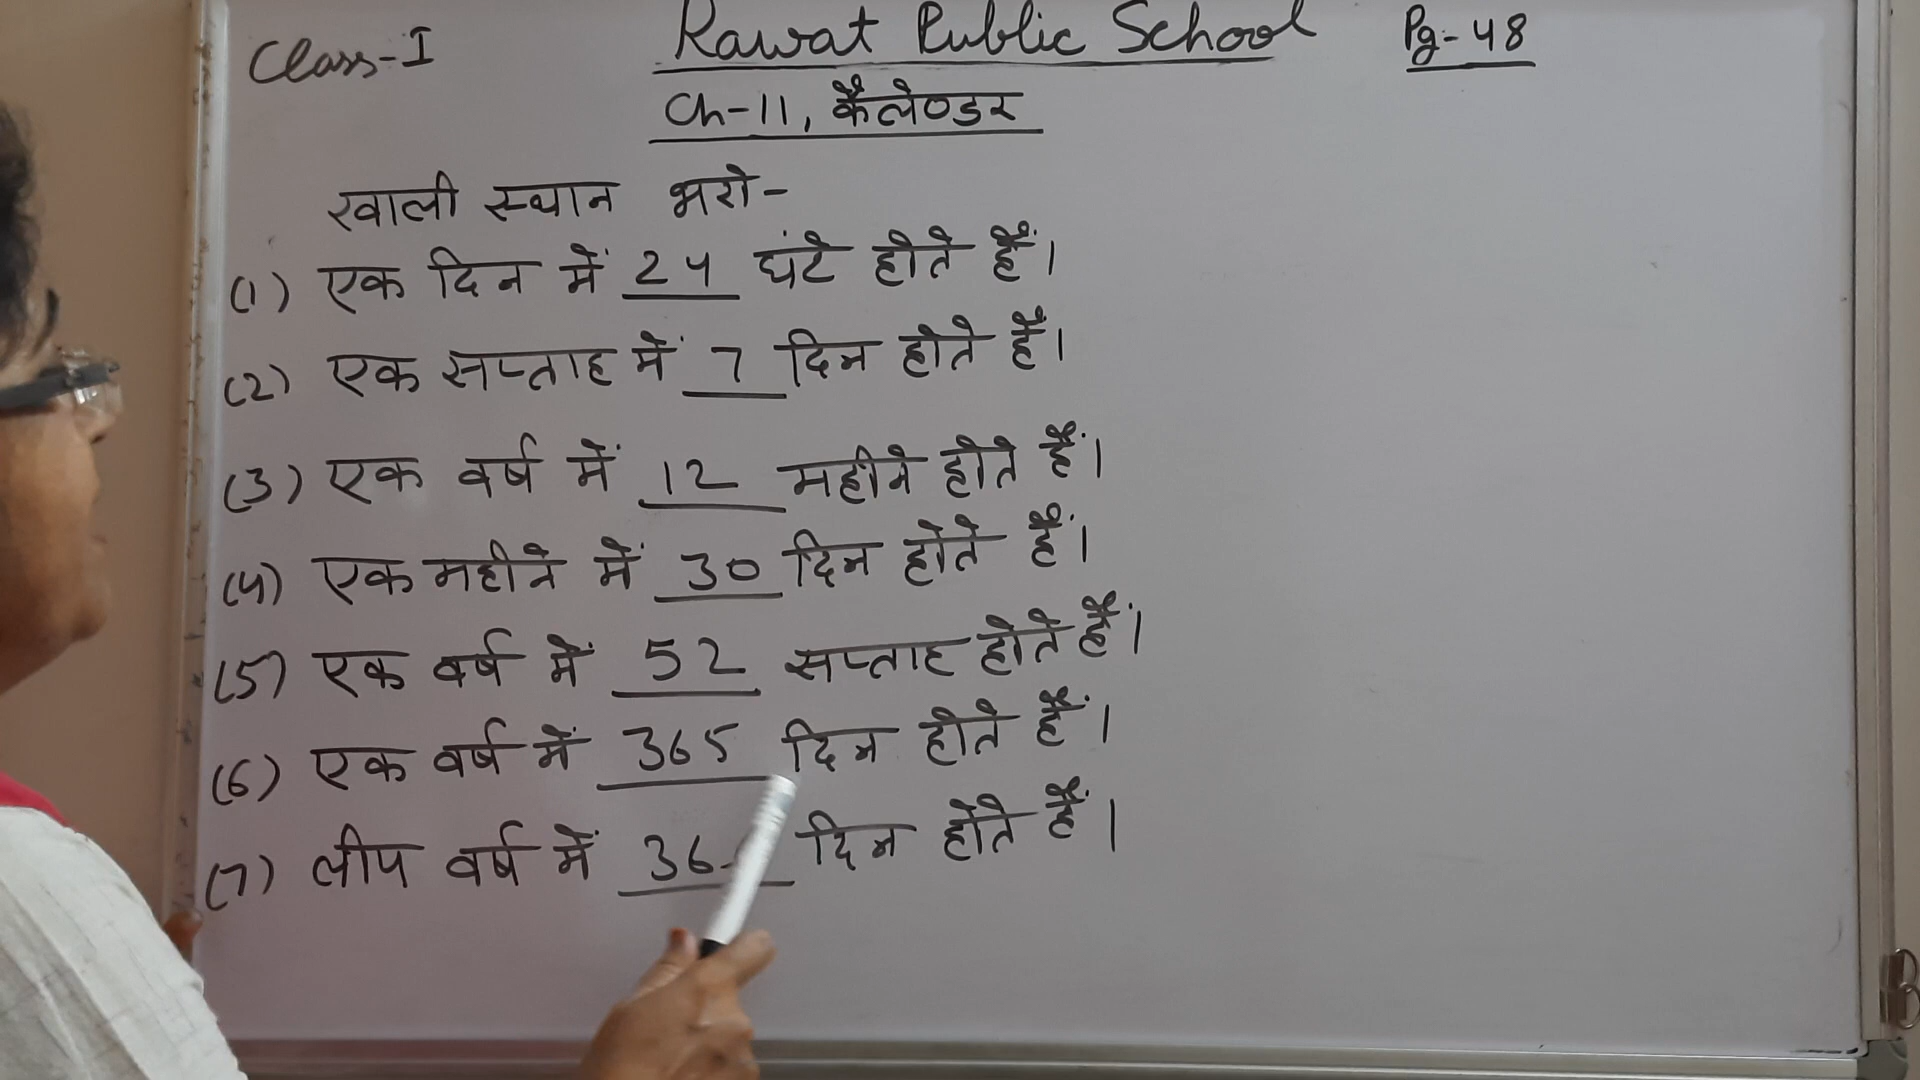 Class-I
Rawat Public School
Pg-48
Ch-11, कैलेण्डर
खाली स्थान भरो-
(1) एक दिन में 24 घंटे होते हैं।
(2) एक सप्ताह में 7 दिन होते हैं।
(3) एक वर्ष में 12 महीने होते हैं।
(4) एक महीने में 30 दिन होते हैं।
(5) एक वर्ष में 52 सप्ताह होते हैं।
(6) एक वर्ष में 365 दिन होते हैं।
(7) लीप वर्ष में दिन होते हैं।